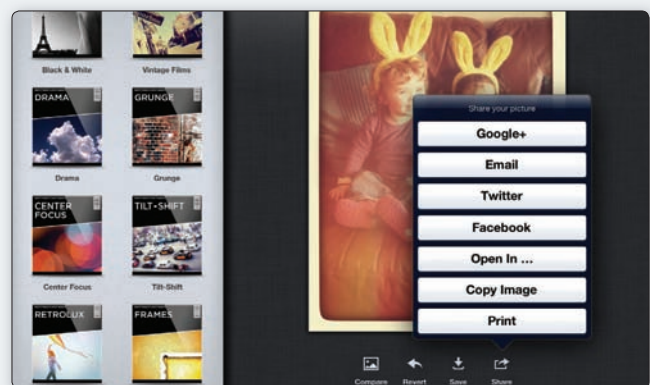 Black & White
Vintage Films
DRAMA
GRUNGE
Drama
Grunge
CENTER
FOCUS
TILT-SHIFT
Center Focus
Tilt-Shift
RETROLUX
FRAMES
Share your picture
Google+
Email
Twitter
Facebook
Open In ...
Copy Image
Print
Compare
Revert
Save
Share